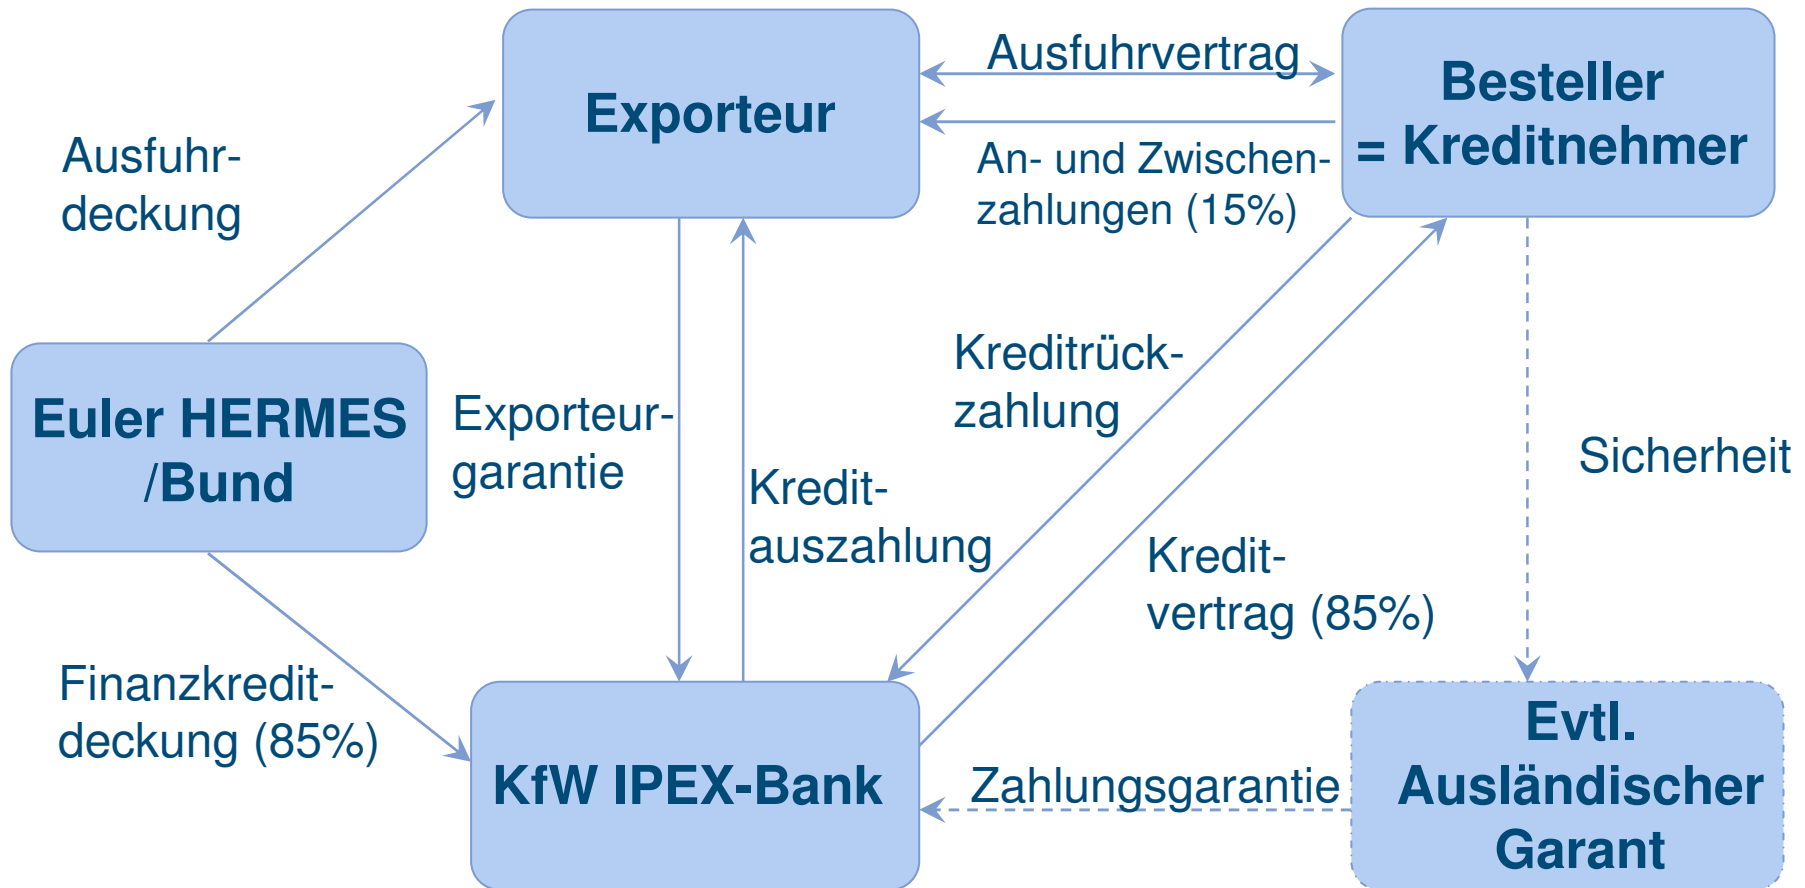 Exporteur
Ausfuhrvertrag
Besteller
= Kreditnehmer
An- und Zwischen-
zahlungen (15%)
Ausfuhr-
deckung
Euler HERMES
/Bund
Exporteur-
garantie
Kredit-
auszahlung
Kreditrück-
zahlung
Kredit-
vertrag (85%)
Sicherheit
Finanzkredit-
deckung (85%)
KfW IPEX-Bank
Zahlungsgarantie
Evtl.
Ausländischer
Garant